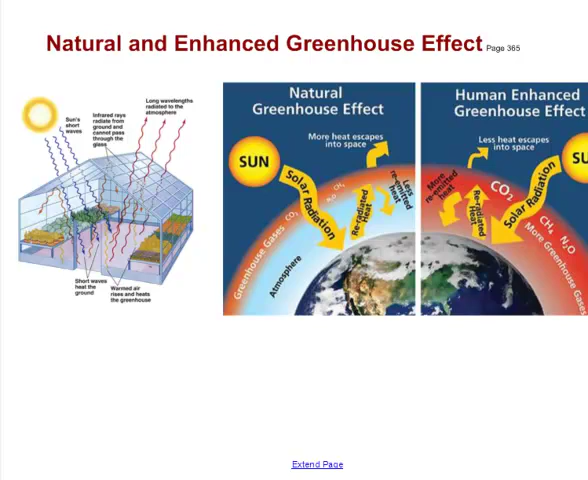 Natural and Enhanced Greenhouse Effect Page 365
Sun's
short
waves
Infrared rays
radiate from
ground and
cannot pass
through the
glass
Long wavelengths
radiated to the
atmosphere
Short waves
heat the
ground
Warmed air
rises and heats
the greenhouse
Natural
Greenhouse Effect
More heat escapes
into space
SUN
Solar Radiation
Less
re-emitted
heat
Re-radiated
Heat
CH4
N2O
CO2
Greenhouse Gases
Atmosphere
Human Enhanced
Greenhouse Effect
Less heat escapes
into space
SU
More
re-emitted
heat
CO2
Re-radiated
Heat
Solar Radiation
CH4 N2O
More Greenhouse Gases
Extend Page